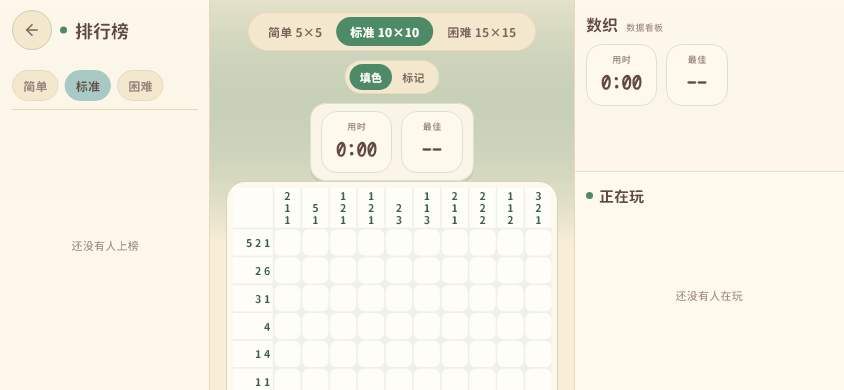 排行榜
简单 标准 困难
还没有人上榜
简单 5×5 标准 10×10 困难 15×15
填色 标记
用时 最佳
0:00 --
2 1 1 2 1 3
1 5 2 2 2 1 1 2 1 2
1 1 1 1 3 3 1 2 2 1
5 2 1
2 6
3 1
4
1 4
1 1
数织 数据看板
用时 最佳
0:00 --
正在玩
还没有人在玩